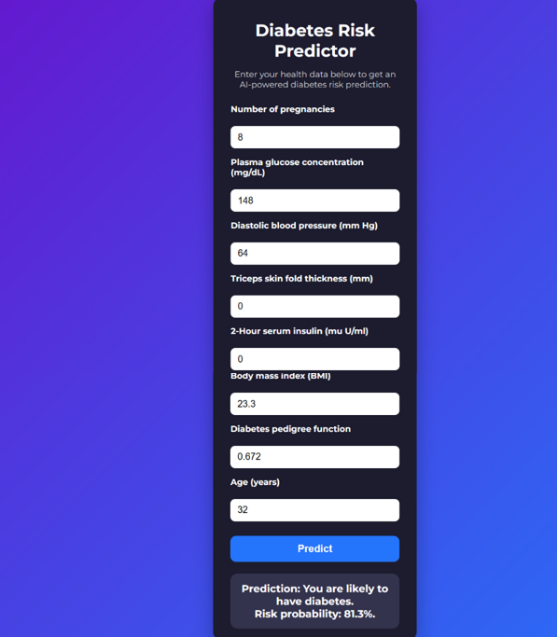 Diabetes Risk
Predictor
Enter your health data below to get an
AI-powered diabetes risk prediction.
Number of pregnancies
8
Plasma glucose concentration
(mg/dL)
148
Diastolic blood pressure (mm Hg)
64
Triceps skin fold thickness (mm)
0
2-Hour serum insulin (mu U/ml)
0
Body mass index (BMI)
23.3
Diabetes pedigree function
0.672
Age (years)
32
Predict
Prediction: You are likely to
have diabetes.
Risk probability: 81.3%.